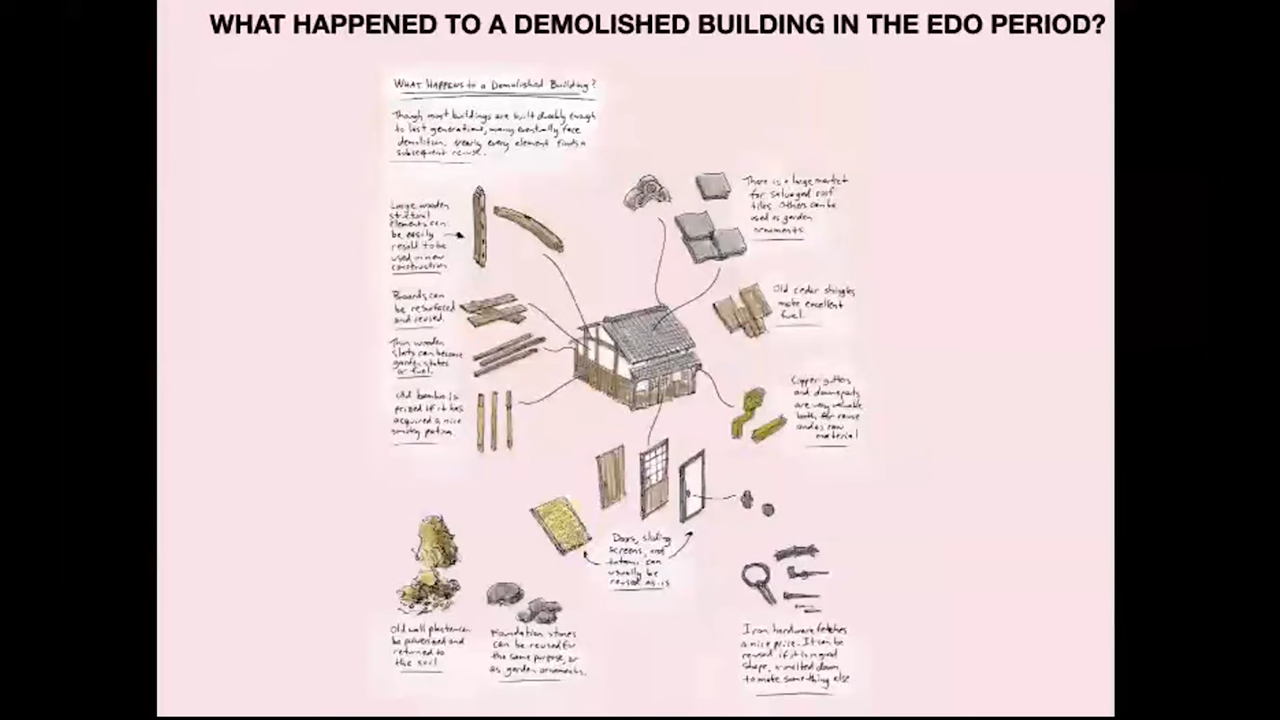 WHAT HAPPENED TO A DEMOLISHED BUILDING IN THE EDO PERIOD?
WHAT HAPPENS to a Demolished Building?
Though most buildings are built durably enough
to last generations, many eventually face
demolition. Nearly every element finds a
subsequent re-use.
Large wooden
structural
elements can
be easily
resold to be
used in new
construction
Boards can
be resurfaced
and reused.
Thin wooden
slats can become
garden stakes
or fuel.
Old bamboo is
prized if it has
acquired a nice
smoky patina.
There is a large market
for salvaged roof
tiles. Others can be
used as garden
ornaments.
Old cedar shingles
make excellent
fuel.
Copper gutters
and downspouts
are very valuable
both for reuse
and as raw
material
Doors, sliding
screens, and
tatami can
usually be
reused as is
Old wall plaster can
be pulverized and
returned to
the soil
Foundation stones
can be reused for
the same purpose, or
as garden ornaments.
Iron hardware fetches
a nice price. It can be
reused if it is in good
shape, or melted down
to make something else